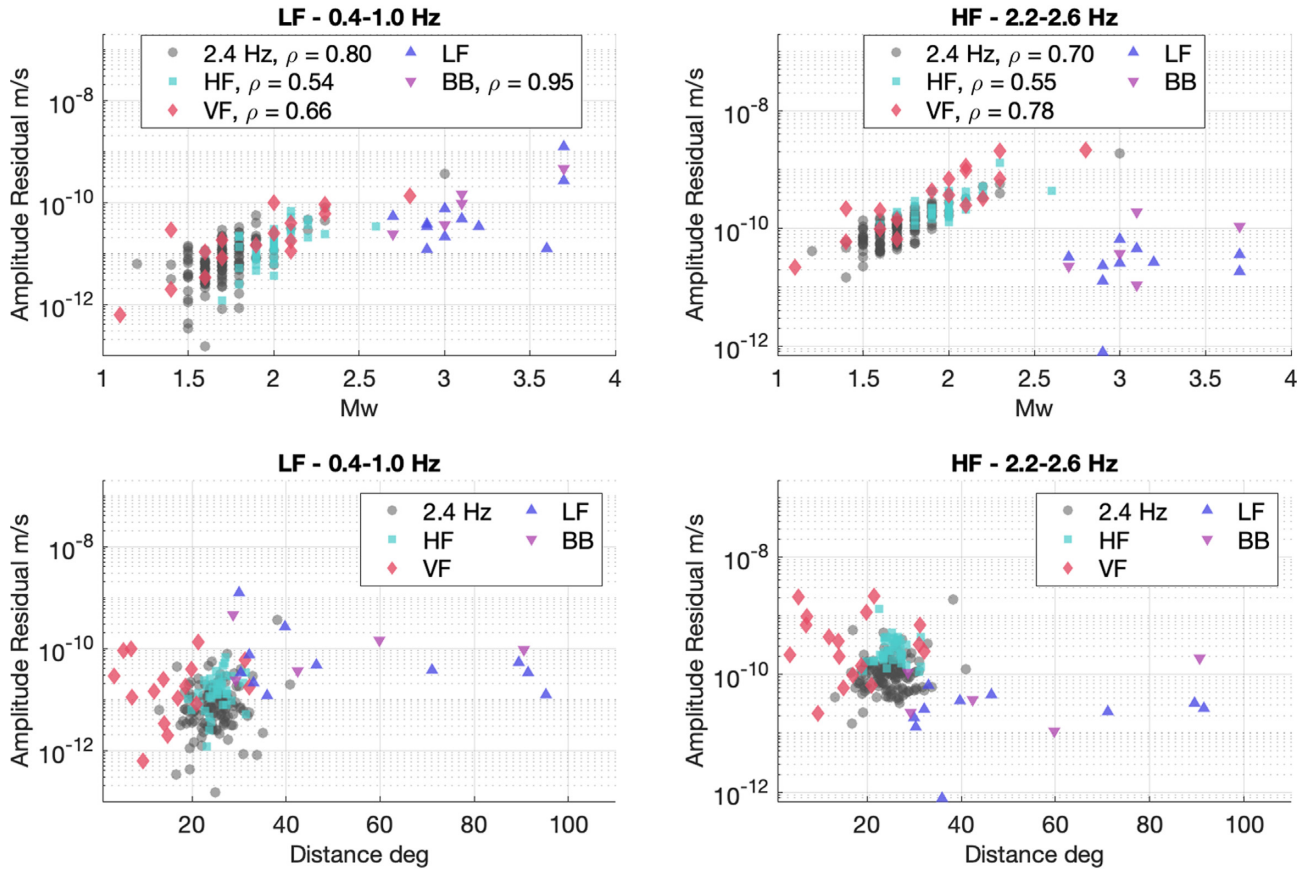 LF - 0.4-1.0 Hz
2.4 Hz, ρ = 0.80
HF, ρ = 0.54
VF, ρ = 0.66
LF
BB, ρ = 0.95
Amplitude Residual m/s
10⁻⁸
10⁻¹⁰
10⁻¹²
1 1.5 2 2.5 3 3.5 4
Mw
HF - 2.2-2.6 Hz
2.4 Hz, ρ = 0.70
HF, ρ = 0.55
VF, ρ = 0.78
LF
BB
Amplitude Residual m/s
10⁻⁸
10⁻¹⁰
10⁻¹²
1 1.5 2 2.5 3 3.5 4
Mw
LF - 0.4-1.0 Hz
2.4 Hz
HF
VF
LF
BB
Amplitude Residual m/s
10⁻⁸
10⁻¹⁰
10⁻¹²
20 40 60 80 100
Distance deg
HF - 2.2-2.6 Hz
2.4 Hz
HF
VF
LF
BB
Amplitude Residual m/s
10⁻⁸
10⁻¹⁰
10⁻¹²
20 40 60 80 100
Distance deg